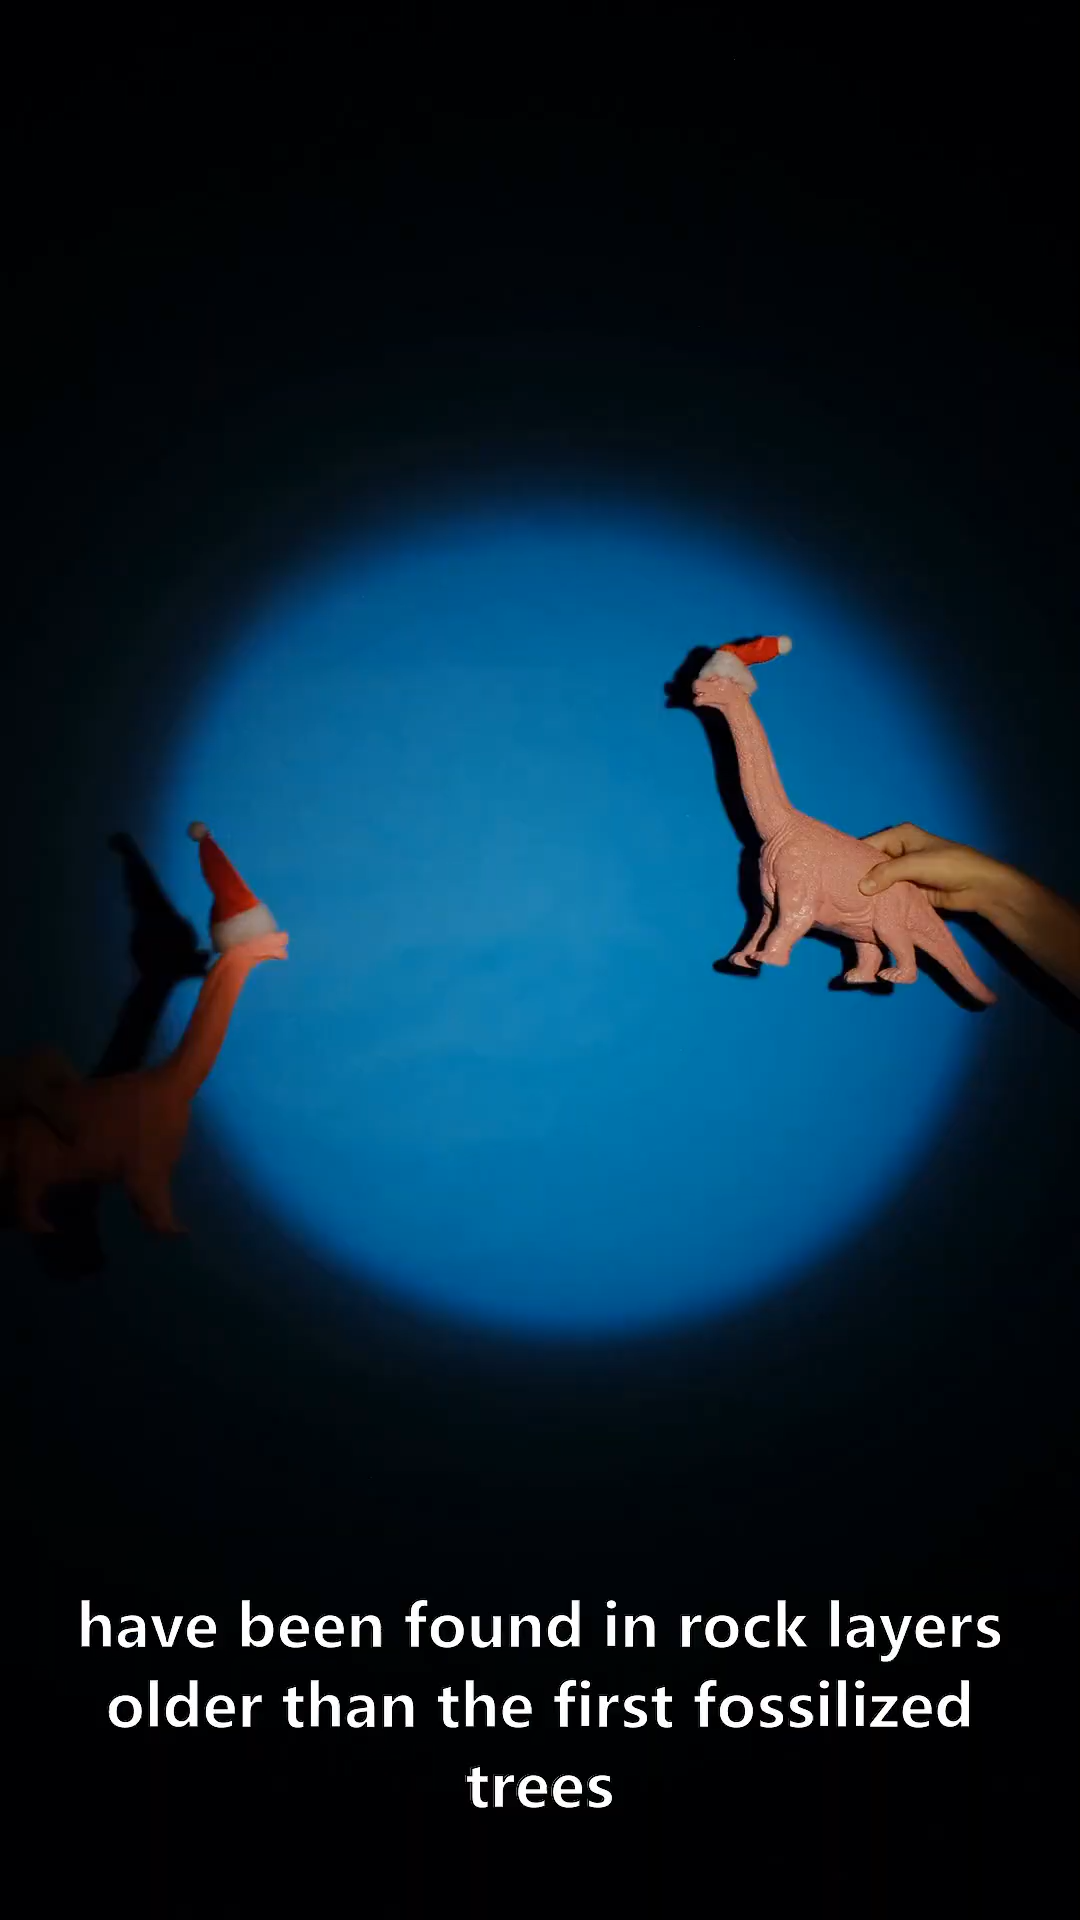 have been found in rock layers
older than the first fossilized
trees